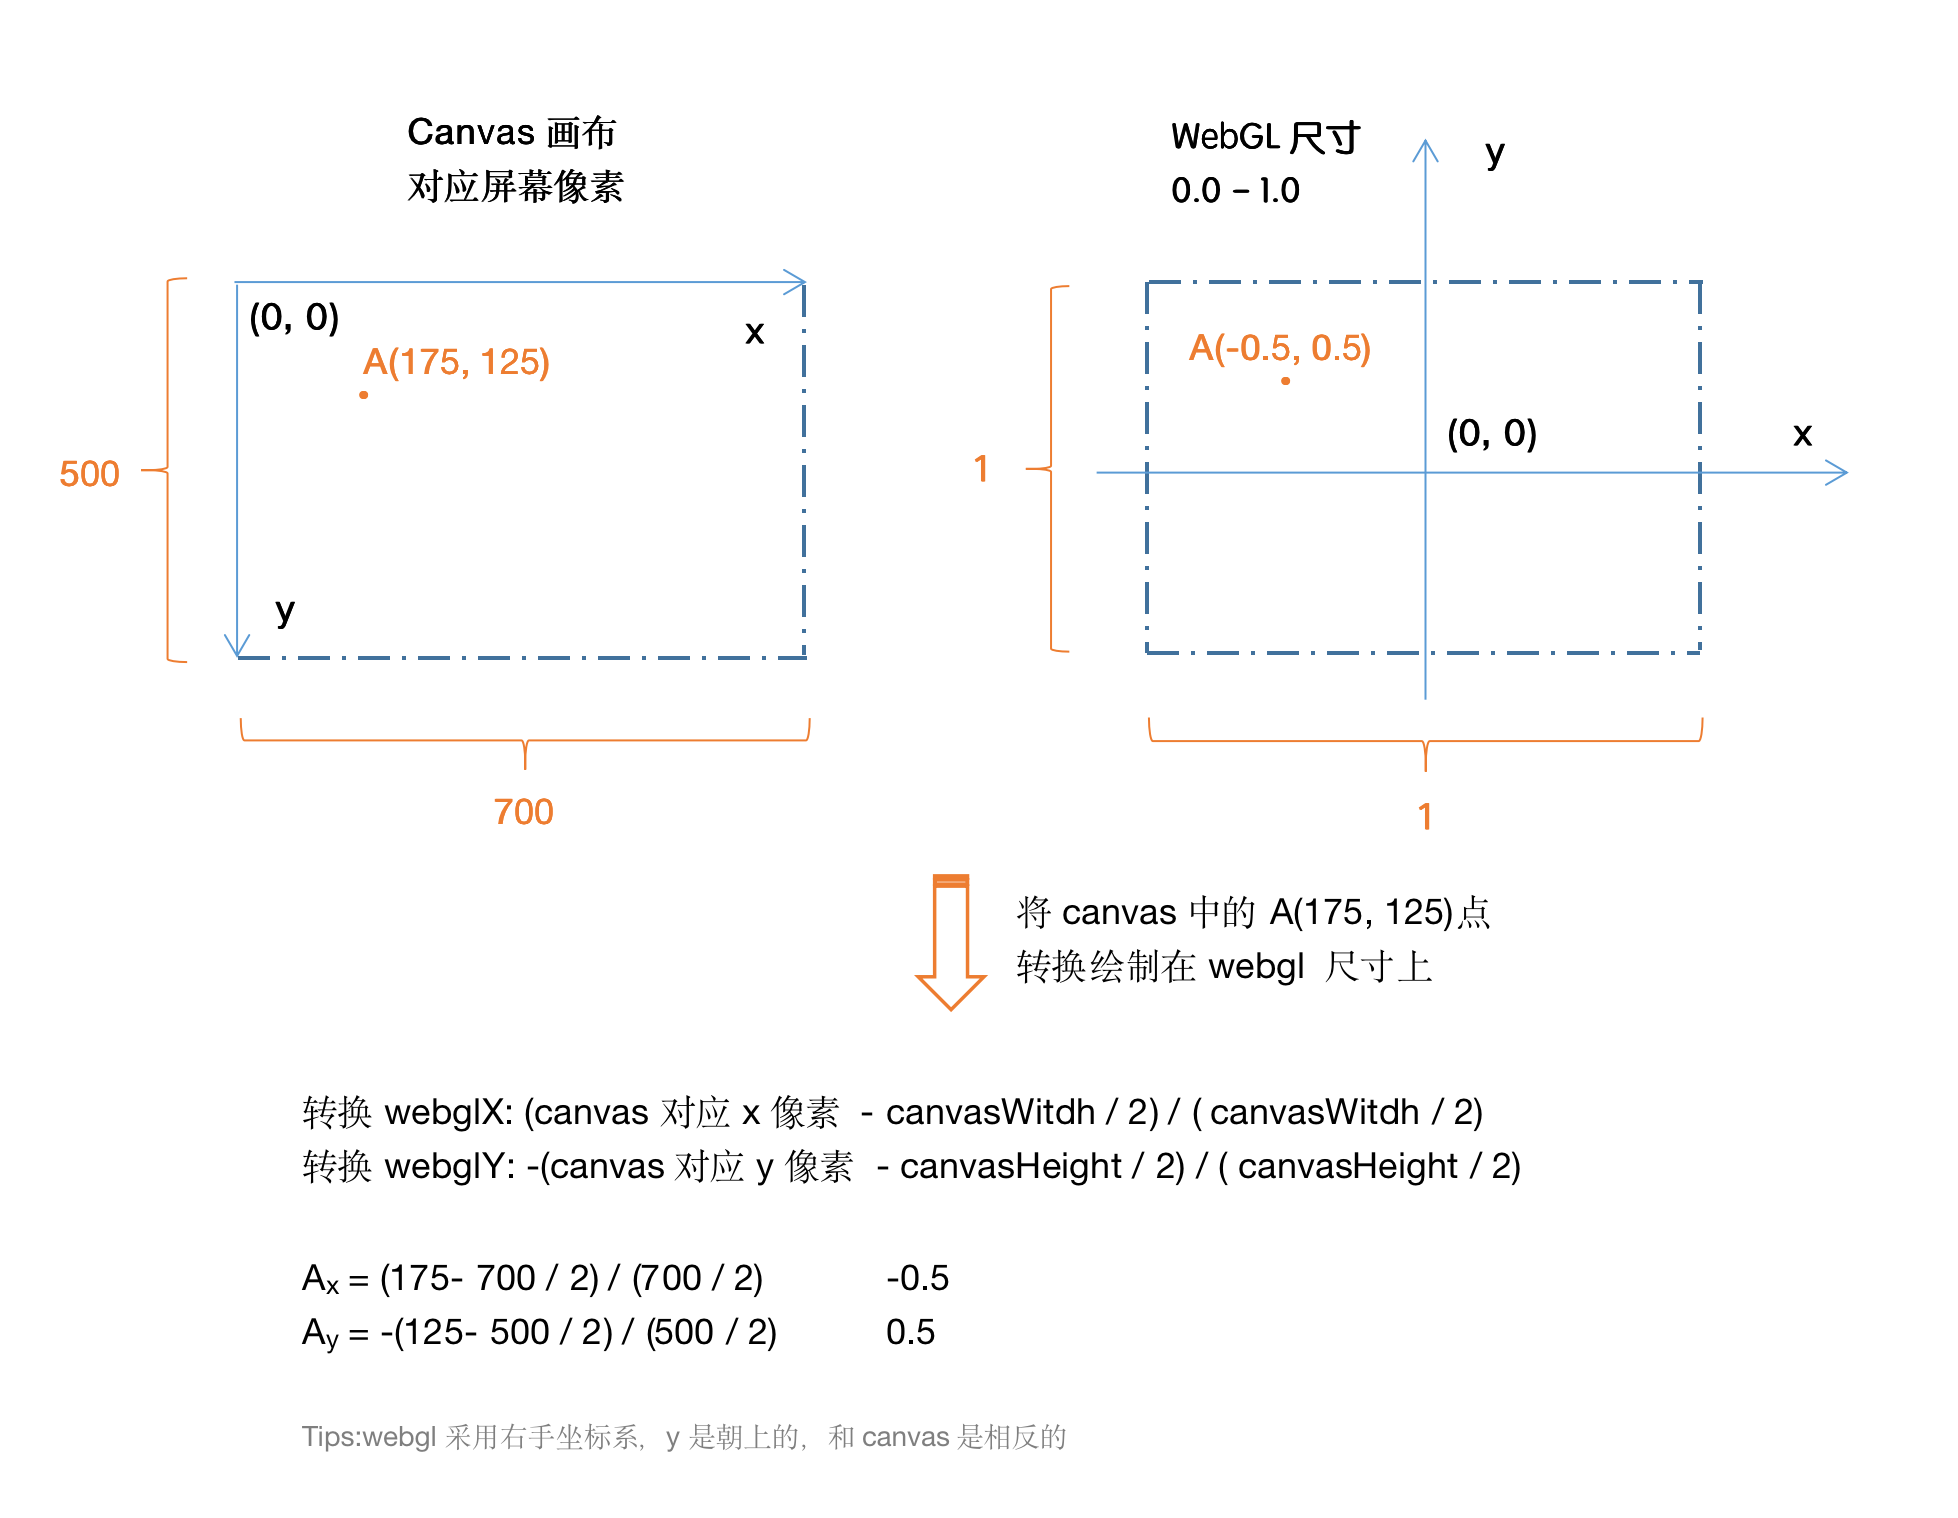 Canvas 画布
对应屏幕像素
(0, 0)
x
A(175, 125)
500
y
700
WebGL 尺寸
0.0 – 1.0
y
A(-0.5, 0.5)
(0, 0)
x
1
1
将 canvas 中的 A(175, 125)点
转换绘制在 webgl 尺寸上
转换 webglX: (canvas 对应 x 像素 - canvasWitdh / 2) / ( canvasWitdh / 2)
转换 webglY: -(canvas 对应 y 像素 - canvasHeight / 2) / ( canvasHeight / 2)
Ax = (175- 700 / 2) / (700 / 2) -0.5
Ay = -(125- 500 / 2) / (500 / 2) 0.5
Tips:webgl 采用右手坐标系，y 是朝上的，和 canvas 是相反的